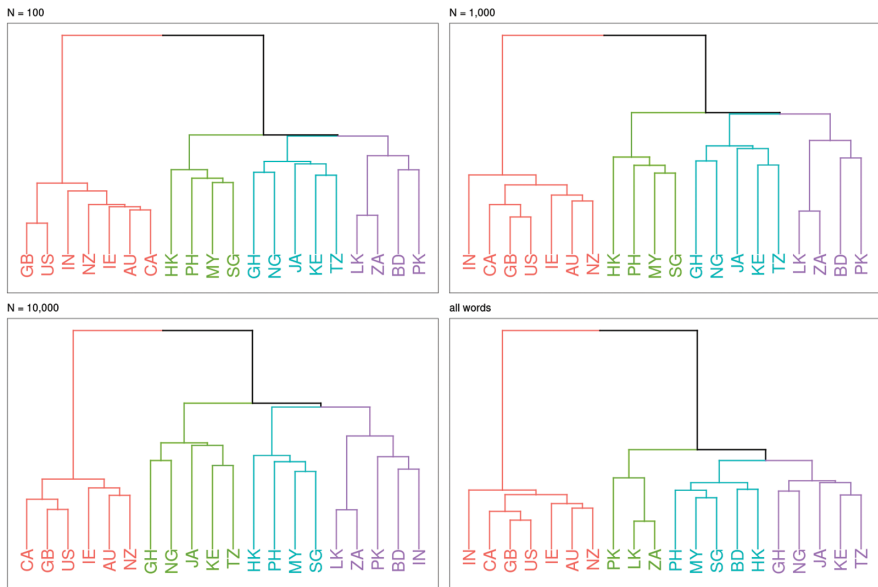 N = 100
N = 1,000
GB US IN NZ IE AU CA HK PH MY SG GH NG JA KE TZ LK ZA BD PK
IN CA GB US IE AU NZ HK PH MY SG GH NG JA KE TZ LK ZA BD PK
N = 10,000
all words
CA GB US IE AU NZ GH NG JA KE TZ HK PH MY SG LK ZA PK BD IN
IN CA GB US IE AU NZ PK LK ZA PH MY SG BD HK GH NG JA KE TZ